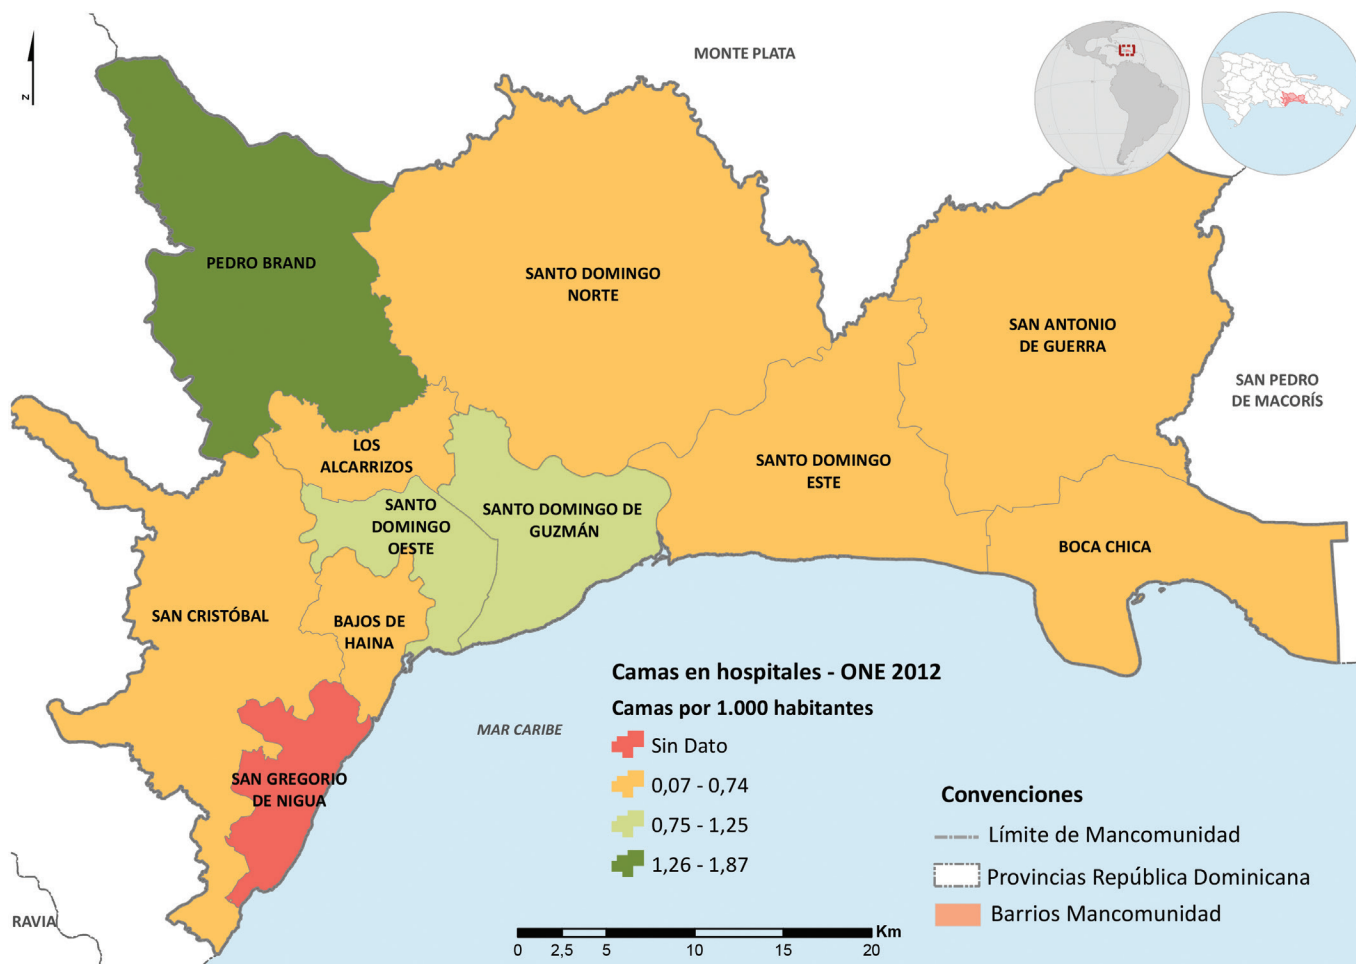 MONTE PLATA
N
PEDRO BRAND
SANTO DOMINGO
NORTE
SAN ANTONIO
DE GUERRA
SAN PEDRO
DE MACORÍS
LOS
ALCARRIZOS
SANTO DOMINGO
ESTE
SANTO
DOMINGO
OESTE
SANTO DOMINGO DE
GUZMÁN
BOCA CHICA
SAN CRISTÓBAL
BAJOS DE
HAINA
MAR CARIBE
SAN GREGORIO
DE NIGUA
RAVIA
Camas en hospitales - ONE 2012
Camas por 1.000 habitantes
Sin Dato
0,07 - 0,74
0,75 - 1,25
1,26 - 1,87
Convenciones
Límite de Mancomunidad
Provincias República Dominicana
Barrios Mancomunidad
Km
0 2,5 5 10 15 20